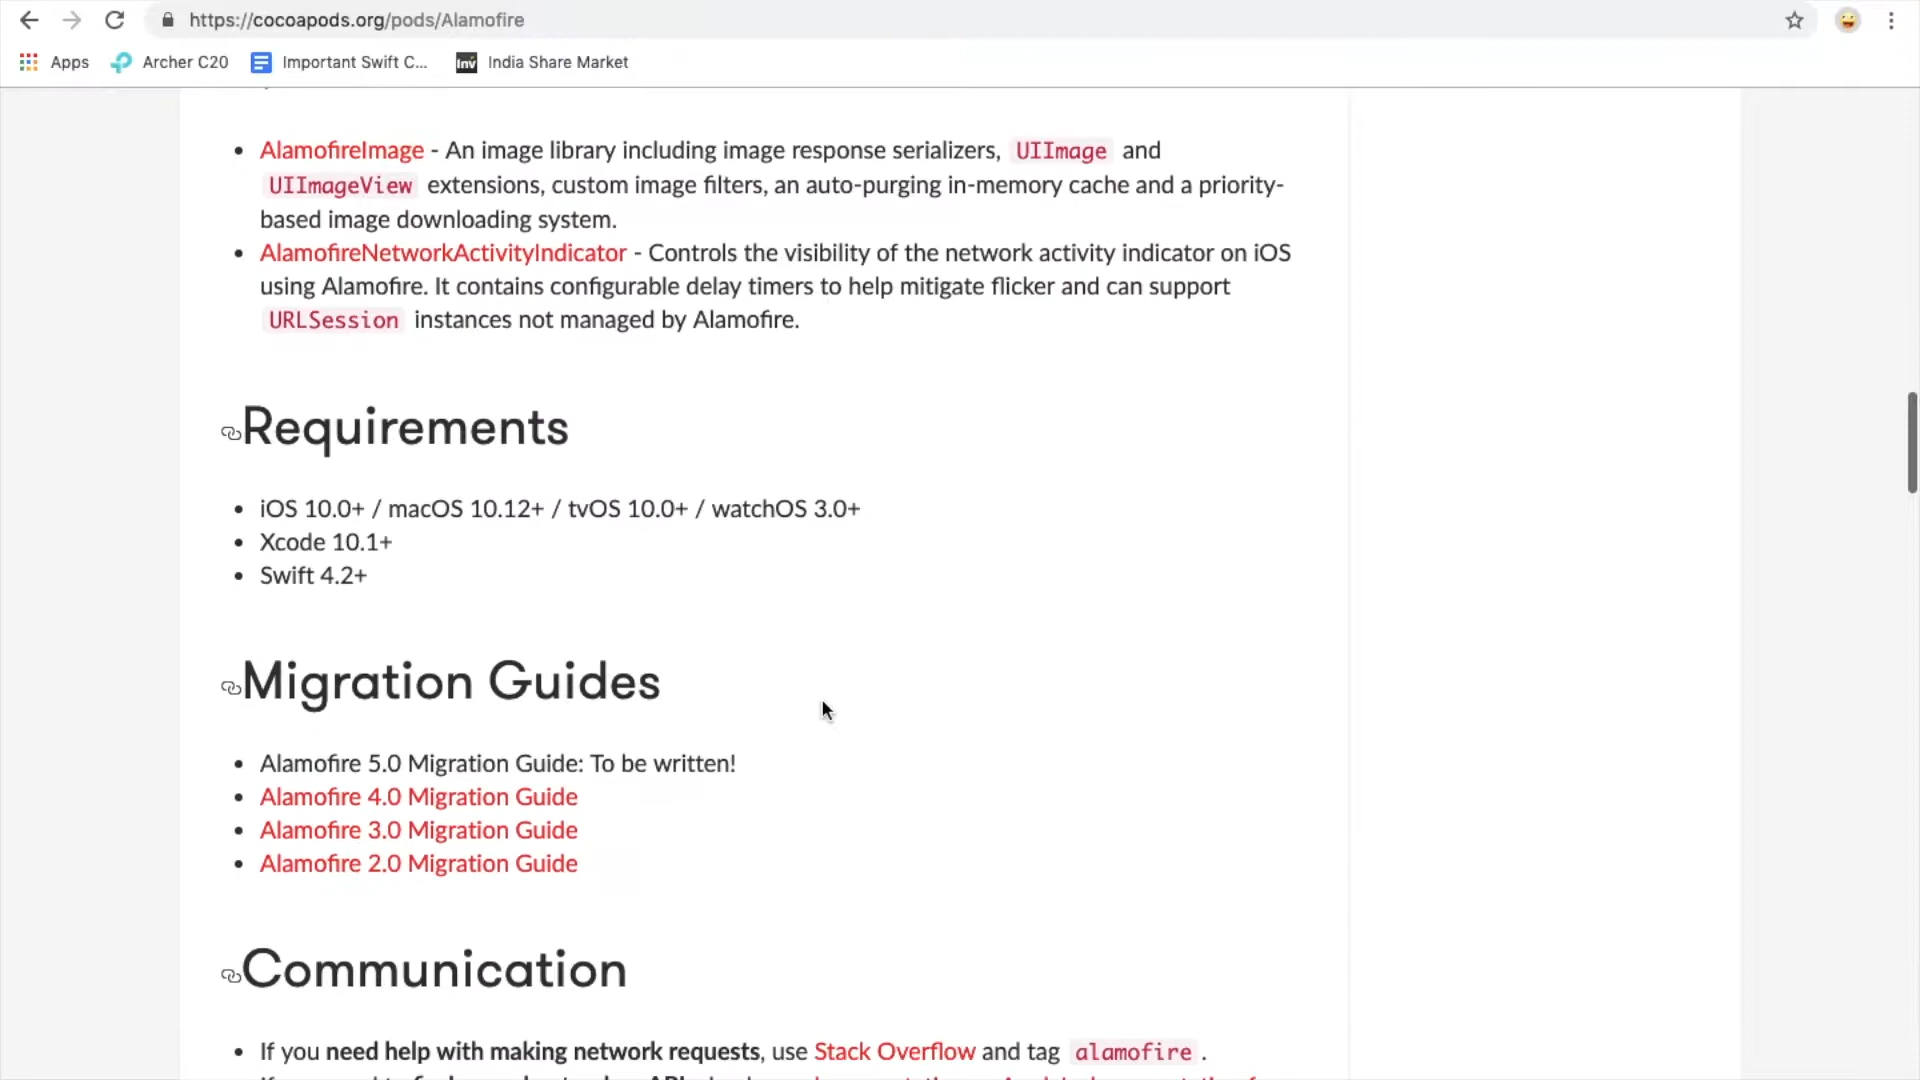 https://cocoapods.org/pods/Alamofire
Apps Archer C20 Important Swift C... Inv India Share Market
• AlamofireImage - An image library including image response serializers, UIImage and
UIImageView extensions, custom image filters, an auto-purging in-memory cache and a priority-
based image downloading system.
• AlamofireNetworkActivityIndicator - Controls the visibility of the network activity indicator on iOS
using Alamofire. It contains configurable delay timers to help mitigate flicker and can support
URLSession instances not managed by Alamofire.
Requirements
• iOS 10.0+ / macOS 10.12+ / tvOS 10.0+ / watchOS 3.0+
• Xcode 10.1+
• Swift 4.2+
Migration Guides
• Alamofire 5.0 Migration Guide: To be written!
• Alamofire 4.0 Migration Guide
• Alamofire 3.0 Migration Guide
• Alamofire 2.0 Migration Guide
Communication
• If you need help with making network requests, use Stack Overflow and tag alamofire .